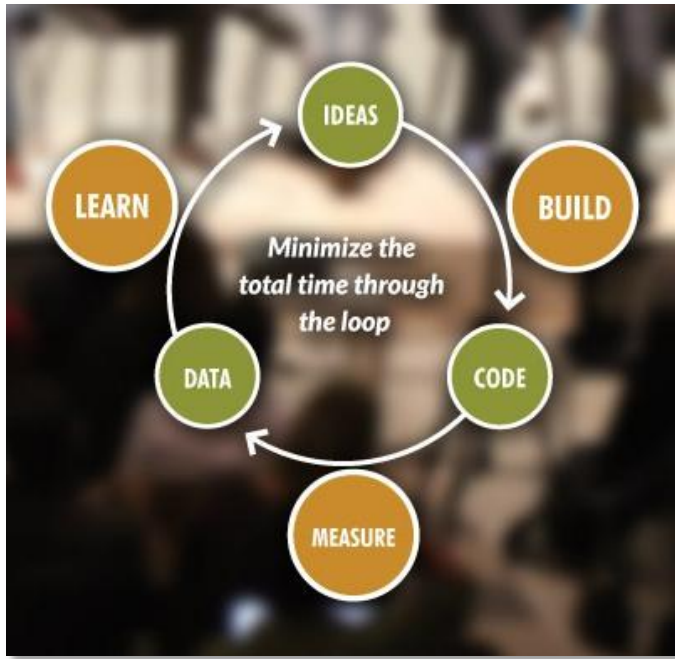 IDEAS
LEARN
BUILD
Minimize the
total time through
the loop
DATA
CODE
MEASURE